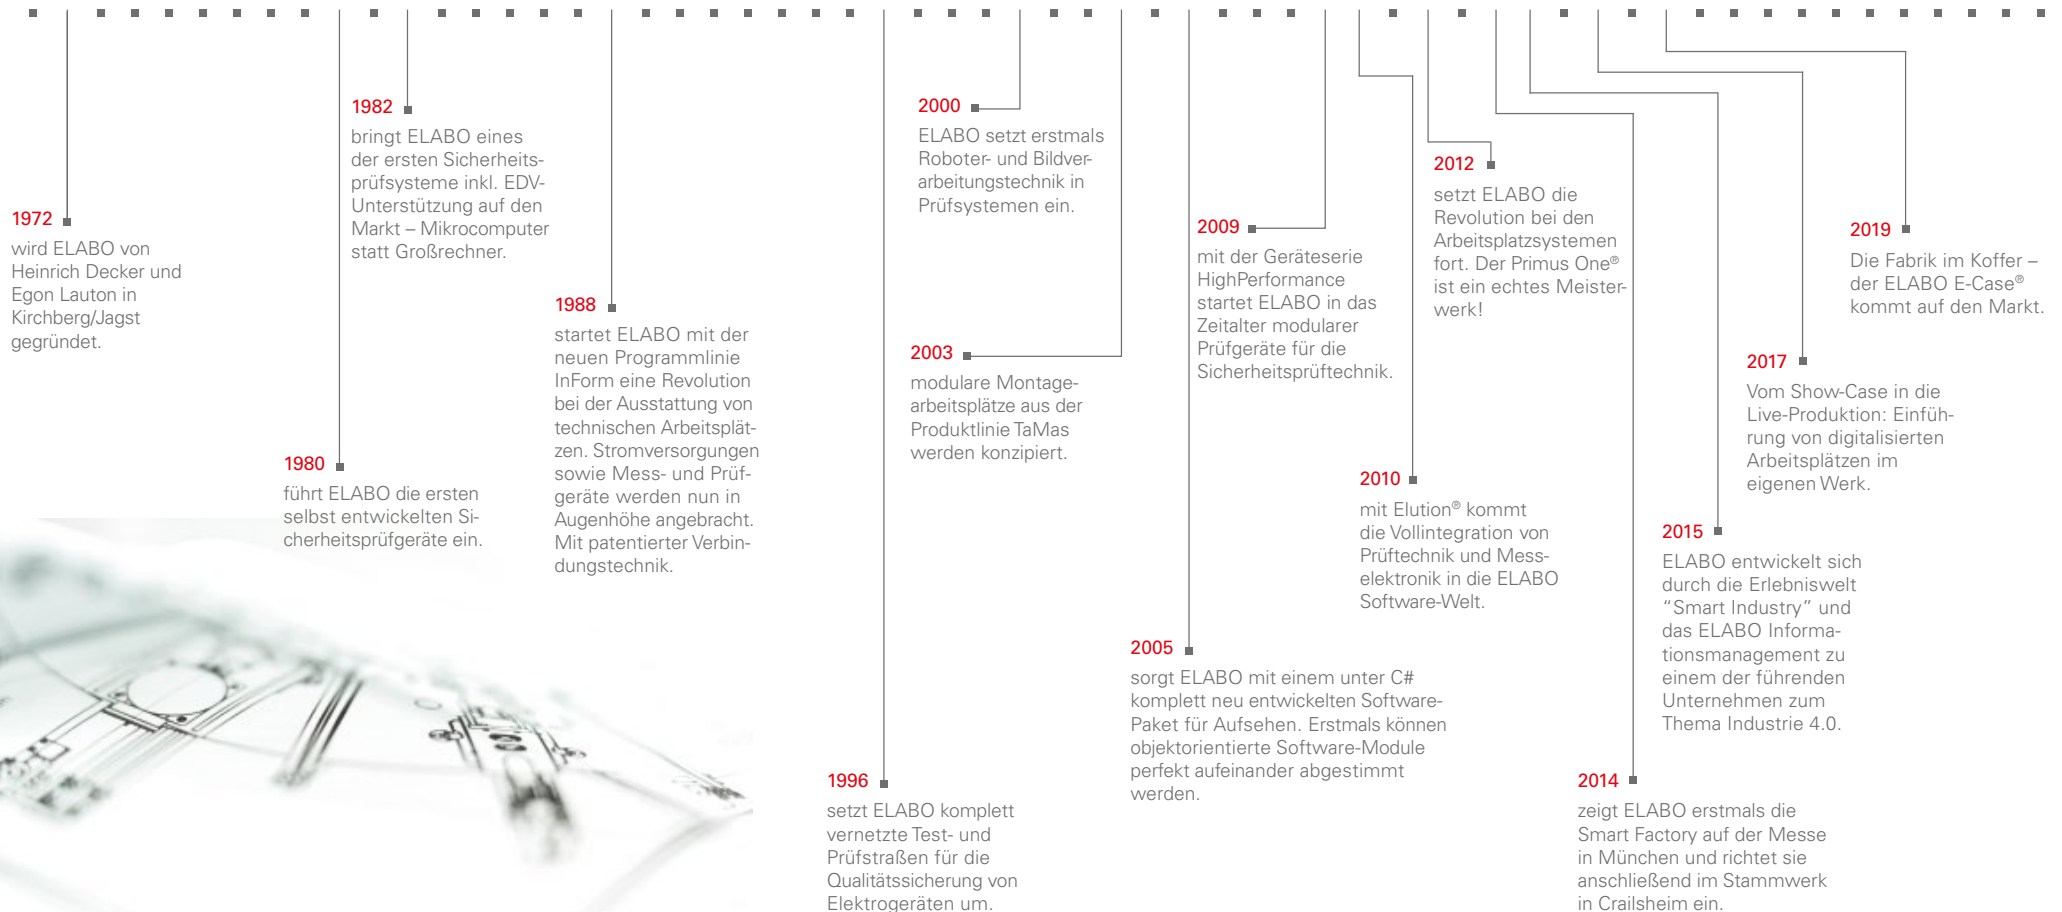 1972
wird ELABO von
Heinrich Decker und
Egon Lauton in
Kirchberg/Jagst
gegründet.
1980
führt ELABO die ersten
selbst entwickelten Si-
cherheitsprüfgeräte ein.
1982
bringt ELABO eines
der ersten Sicherheits-
prüfsysteme inkl. EDV-
Unterstützung auf den
Markt – Mikrocomputer
statt Großrechner.
1988
startet ELABO mit der
neuen Programmlinie
InForm eine Revolution
bei der Ausstattung von
technischen Arbeitsplät-
zen. Stromversorgungen
sowie Mess- und Prüf-
geräte werden nun in
Augenhöhe angebracht.
Mit patentierter Verbin-
dungstechnik.
1996
setzt ELABO komplett
vernetzte Test- und
Prüfstraßen für die
Qualitätssicherung von
Elektrogeräten um.
2000
ELABO setzt erstmals
Roboter- und Bildver-
arbeitungstechnik in
Prüfsystemen ein.
2003
modulare Montage-
arbeitsplätze aus der
Produktlinie TaMas
werden konzipiert.
2005
sorgt ELABO mit einem unter C#
komplett neu entwickelten Software-
Paket für Aufsehen. Erstmals können
objektorientierte Software-Module
perfekt aufeinander abgestimmt
werden.
2009
mit der Geräteserie
HighPerformance
startet ELABO in das
Zeitalter modularer
Prüfgeräte für die
Sicherheitsprüftechnik.
2010
mit Elution® kommt
die Vollintegration von
Prüftechnik und Mess-
elektronik in die ELABO
Software-Welt.
2012
setzt ELABO die
Revolution bei den
Arbeitsplatzsystemen
fort. Der Primus One®
ist ein echtes Meister-
werk!
2014
zeigt ELABO erstmals die
Smart Factory auf der Messe
in München und richtet sie
anschließend im Stammwerk
in Crailsheim ein.
2015
ELABO entwickelt sich
durch die Erlebniswelt
“Smart Industry” und
das ELABO Informa-
tionsmanagement zu
einem der führenden
Unternehmen zum
Thema Industrie 4.0.
2017
Vom Show-Case in die
Live-Produktion: Einfüh-
rung von digitalisierten
Arbeitsplätzen im
eigenen Werk.
2019
Die Fabrik im Koffer –
der ELABO E-Case®
kommt auf den Markt.